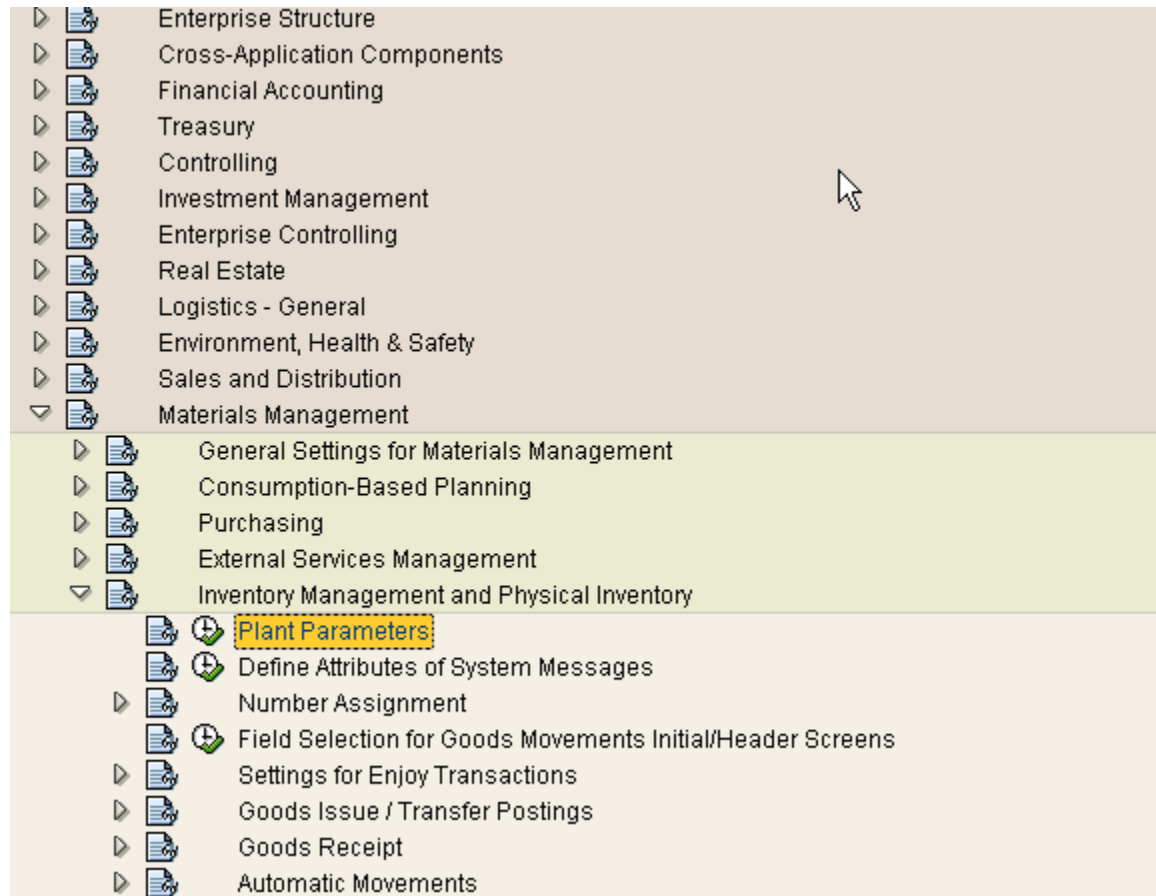 Enterprise Structure
Cross-Application Components
Financial Accounting
Treasury
Controlling
Investment Management
Enterprise Controlling
Real Estate
Logistics - General
Environment, Health & Safety
Sales and Distribution
Materials Management
General Settings for Materials Management
Consumption-Based Planning
Purchasing
External Services Management
Inventory Management and Physical Inventory
Plant Parameters
Define Attributes of System Messages
Number Assignment
Field Selection for Goods Movements Initial/Header Screens
Settings for Enjoy Transactions
Goods Issue / Transfer Postings
Goods Receipt
Automatic Movements